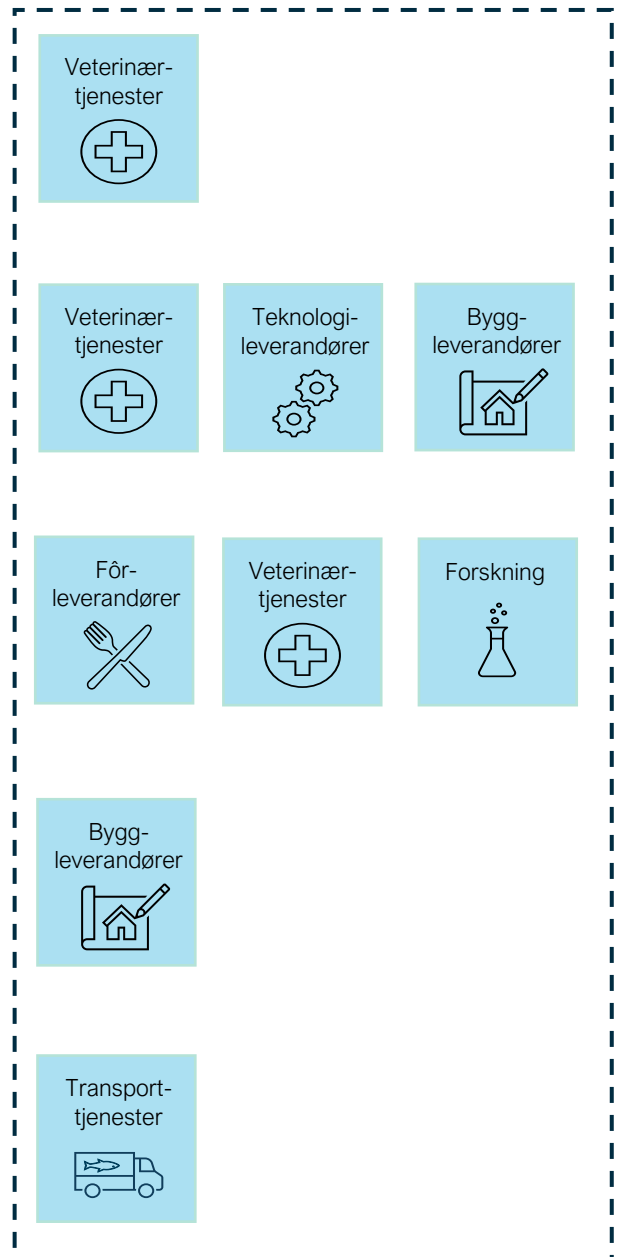 Veterinær-
tjenester
Veterinær-
tjenester
Teknologi-
leverandører
Bygg-
leverandører
Fôr-
leverandører
Veterinær-
tjenester
Forskning
Bygg-
leverandører
Transport-
tjenester